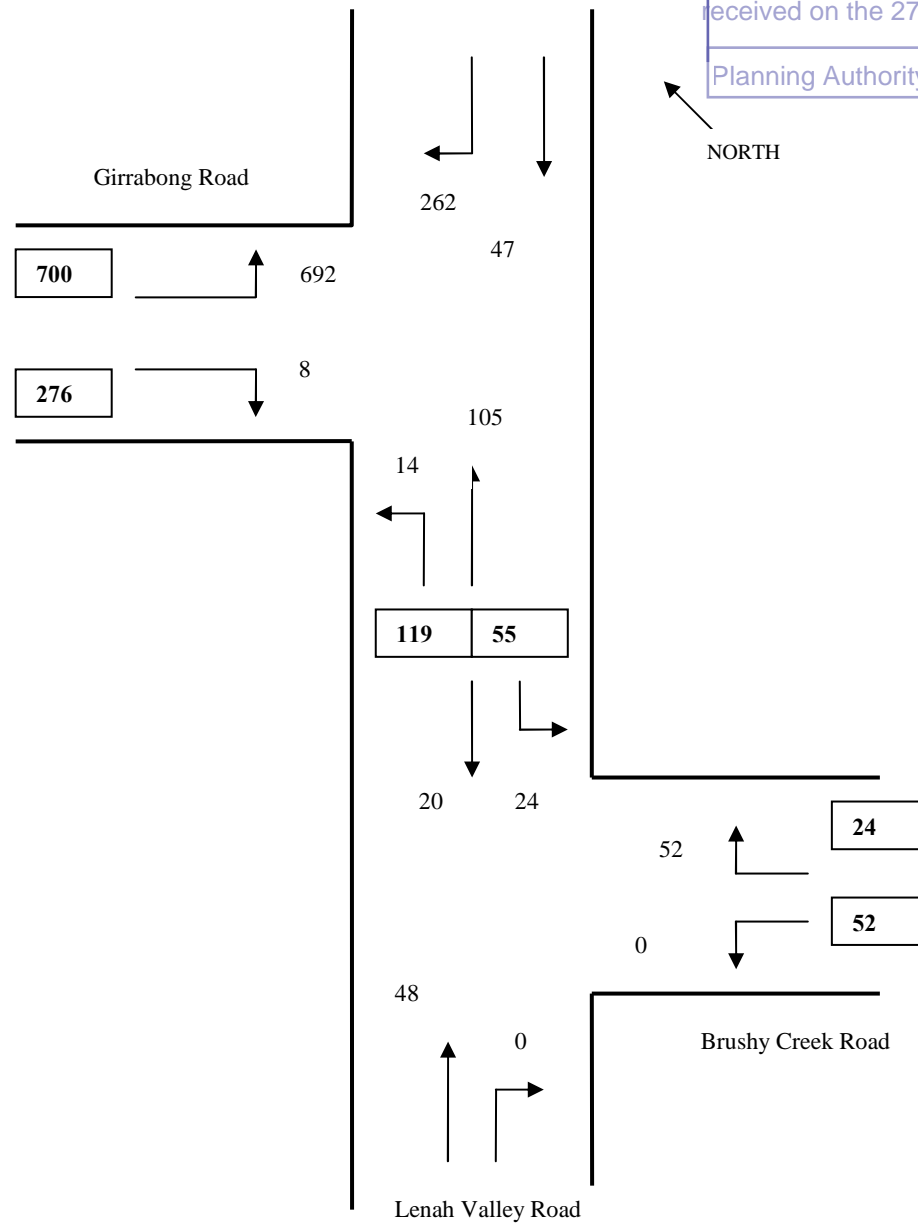 received on the 27
Planning Authority
NORTH
Girrabong Road
262
47
700
692
276
8
105
14
119 55
20 24
24
52
52
0
48
0
Brushy Creek Road
Lenah Valley Road